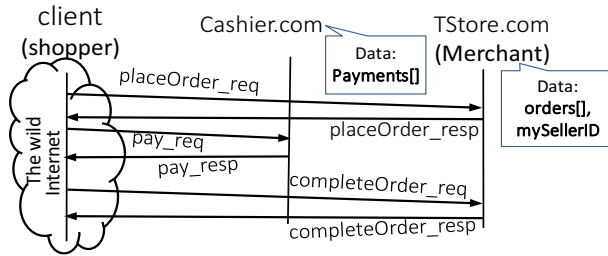 client
(shopper)
Cashier.com
TStore.com
(Merchant)
Data:
Payments[]
Data:
orders[],
mySellerID
The wild
Internet
placeOrder_req
placeOrder_resp
pay_req
pay_resp
completeOrder_req
completeOrder_resp